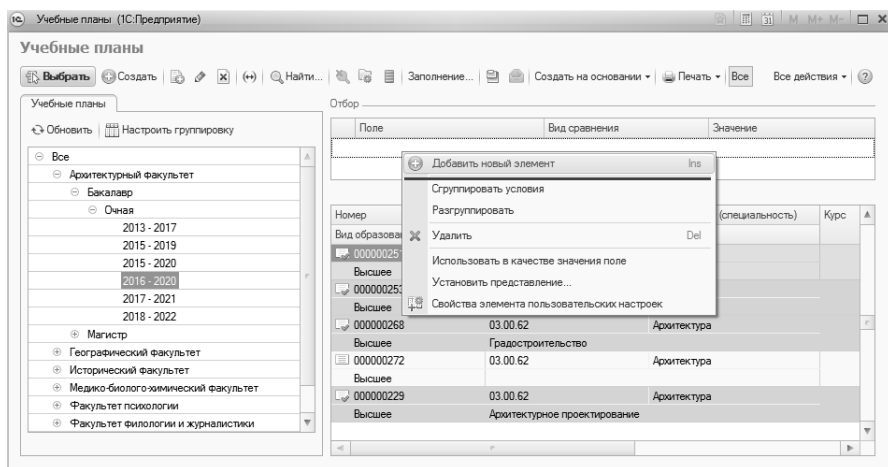 1С Учебные планы (1С:Предприятие) 31 M M+ M-
Учебные планы
Выбрать Создать Найти... Заполнение... Создать на основании Печать Все Все действия ?
Учебные планы
Обновить Настроить группировку
Все
Архитектурный факультет
Бакалавр
Очная
2013 - 2017
2015 - 2019
2015 - 2020
2016 - 2020
2017 - 2021
2018 - 2022
Магистр
Географический факультет
Исторический факультет
Медико-биолого-химический факультет
Факультет психологии
Факультет филологии и журналистики
Отбор
Поле Вид сравнения Значение
Добавить новый элемент Ins
Сгруппировать условия
Разгруппировать
Удалить Del
Использовать в качестве значения поле
Установить представление...
Свойства элемента пользовательских настроек
Номер (специальность) Курс
Вид образова
00000025
Высшее
000000253
Высшее
000000268 03.00.62 Архитектура
Высшее Градостроительство
000000272 03.00.62 Архитектура
Высшее
000000229 03.00.62 Архитектура
Высшее Архитектурное проектирование